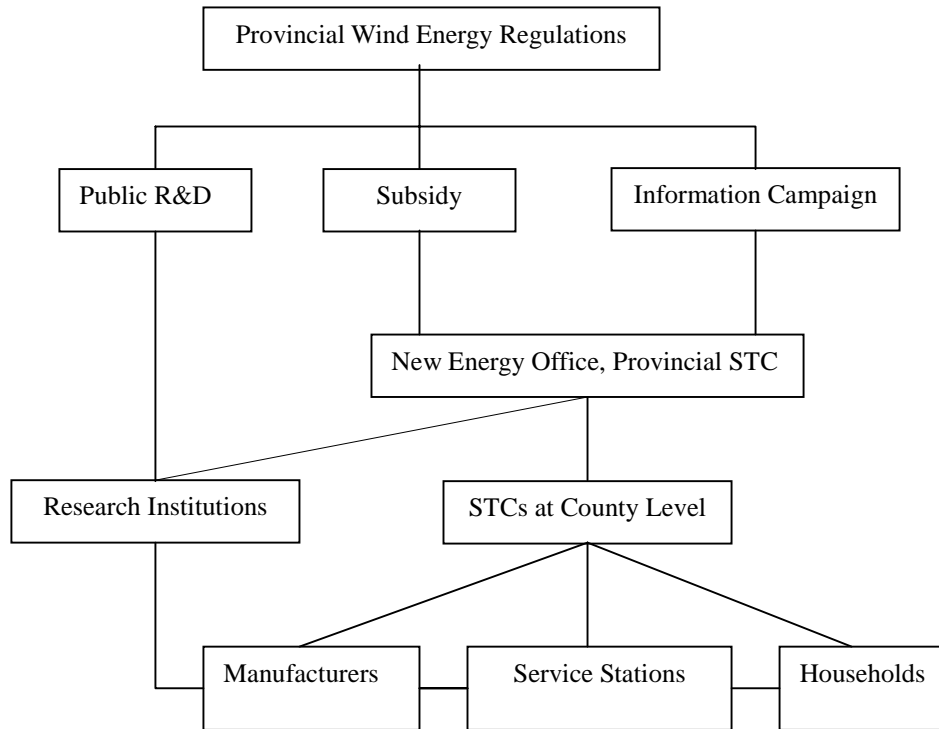 Provincial Wind Energy Regulations
Public R&D
Subsidy
Information Campaign
New Energy Office, Provincial STC
Research Institutions
STCs at County Level
Manufacturers
Service Stations
Households